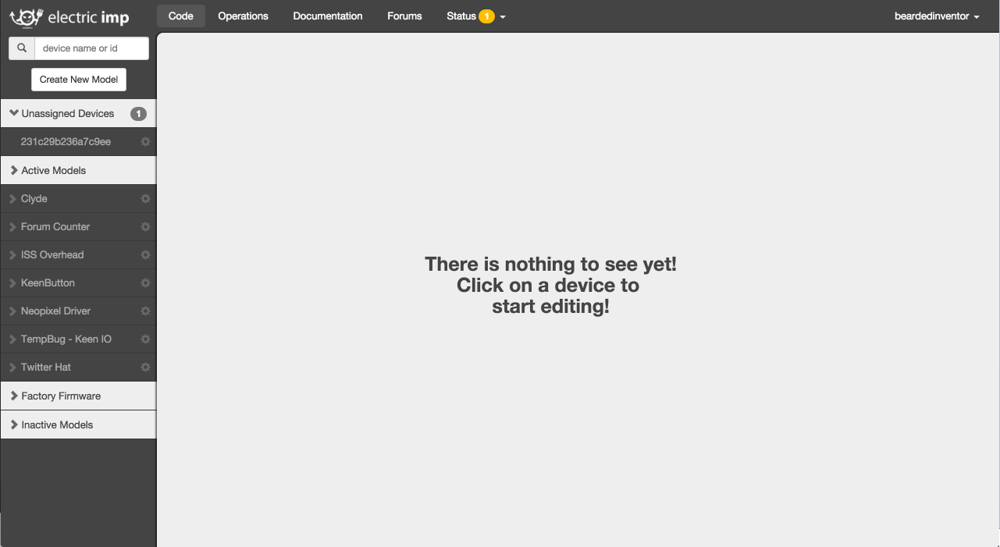 electric imp
Code
Operations
Documentation
Forums
Status 1
beardedinventor
device name or id
Create New Model
Unassigned Devices 1
231c29b236a7c9ee
Active Models
Clyde
Forum Counter
ISS Overhead
KeenButton
Neopixel Driver
TempBug - Keen IO
Twitter Hat
Factory Firmware
Inactive Models
There is nothing to see yet!
Click on a device to
start editing!